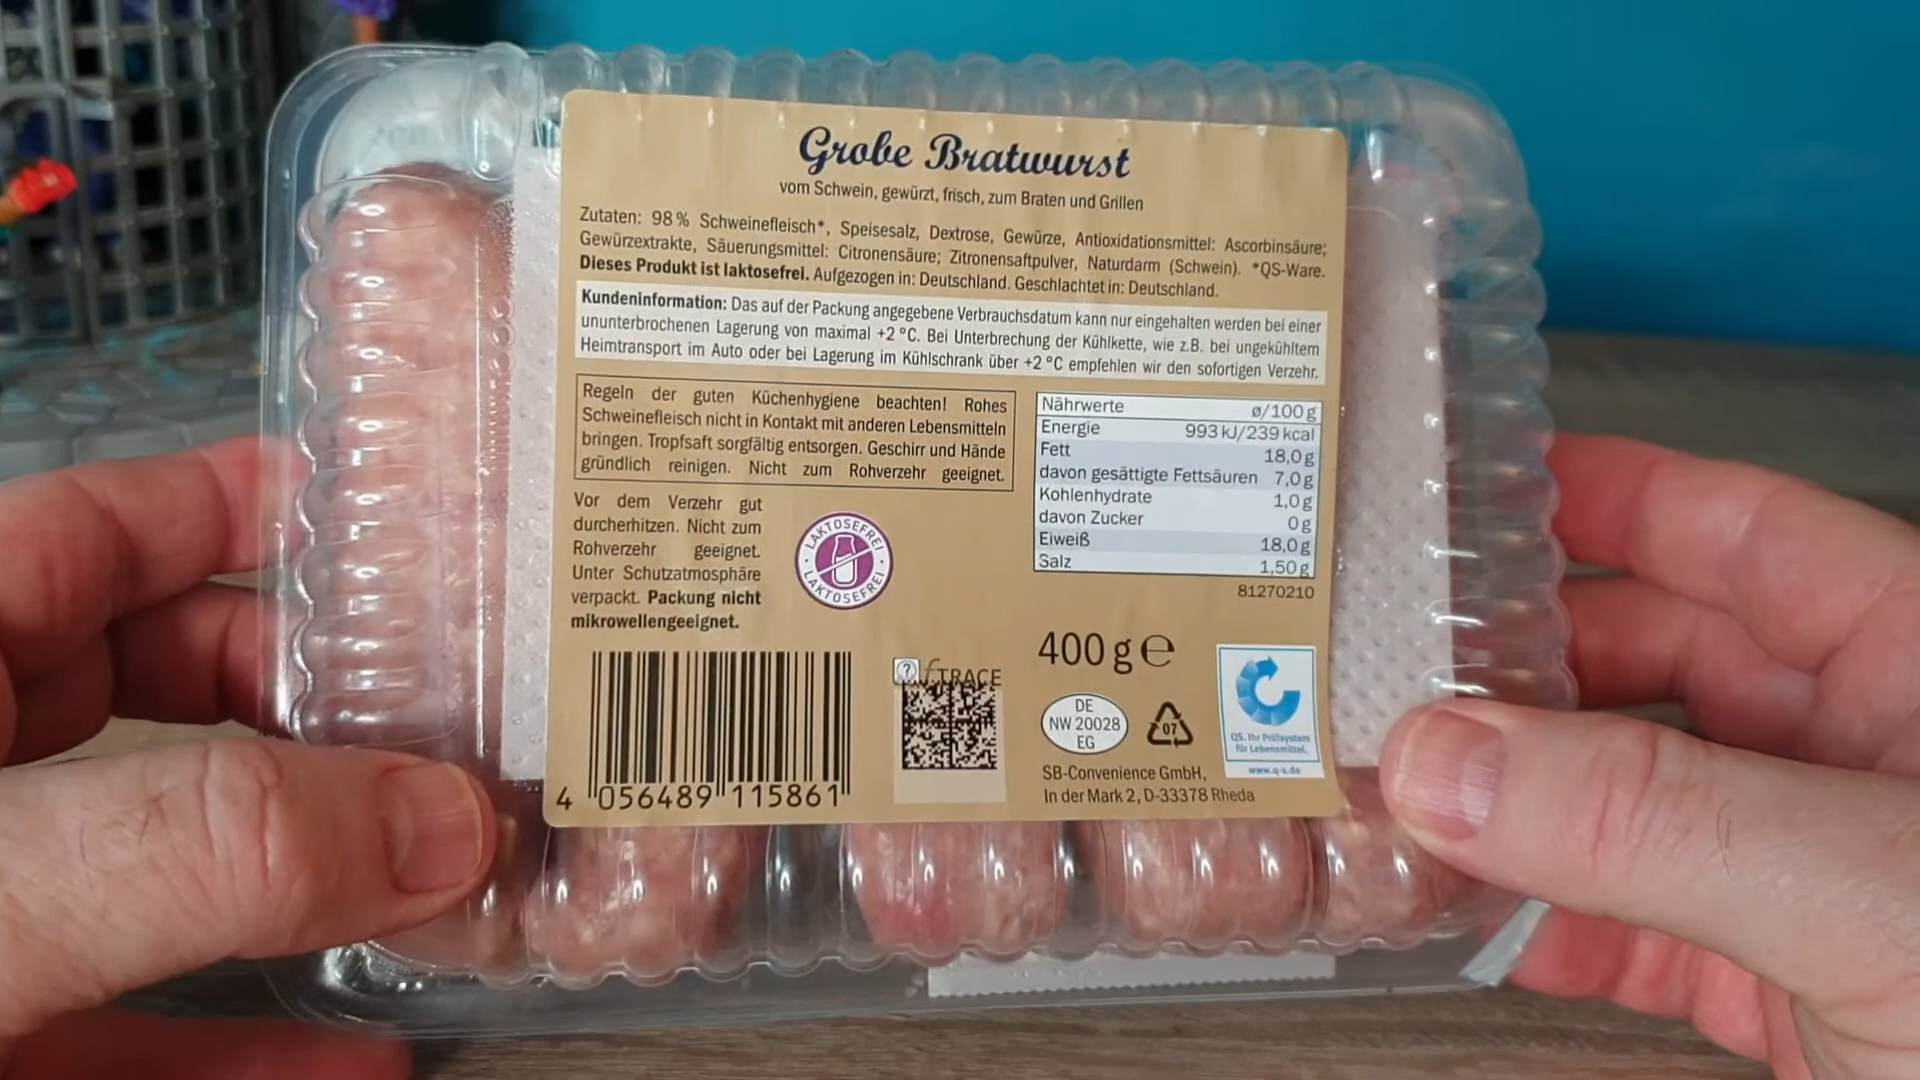 Grobe Bratwurst
vom Schwein, gewürzt, frisch, zum Braten und Grillen
Zutaten: 98 % Schweinefleisch*, Speisesalz, Dextrose, Gewürze, Antioxidationsmittel: Ascorbinsäure;
Gewürzextrakte, Säuerungsmittel: Citronensäure; Zitronensaftpulver, Naturdarm (Schwein). *QS-Ware.
Dieses Produkt ist laktosefrei. Aufgezogen in: Deutschland. Geschlachtet in: Deutschland.
Kundeninformation: Das auf der Packung angegebene Verbrauchsdatum kann nur eingehalten werden bei einer
ununterbrochenen Lagerung von maximal +2 °C. Bei Unterbrechung der Kühlkette, wie z.B. bei ungekühltem
Heimtransport im Auto oder bei Lagerung im Kühlschrank über +2 °C empfehlen wir den sofortigen Verzehr.
Regeln der guten Küchenhygiene beachten! Rohes
Schweinefleisch nicht in Kontakt mit anderen Lebensmitteln
bringen. Tropfsaft sorgfältig entsorgen. Geschirr und Hände
gründlich reinigen. Nicht zum Rohverzehr geeignet.
Nährwerte ø/100 g
Energie 993 kJ/239 kcal
Fett 18,0 g
davon gesättigte Fettsäuren 7,0 g
Kohlenhydrate 1,0 g
davon Zucker 0 g
Eiweiß 18,0 g
Salz 1,50 g
81270210
Vor dem Verzehr gut
durcherhitzen. Nicht zum
Rohverzehr geeignet.
Unter Schutzatmosphäre
verpackt. Packung nicht
mikrowellengeeignet.
LAKTOSEFREI
LAKTOSEFREI
400 g e
? fTRACE
DE
NW 20028
EG
07
QS. Ihr Prüfsystem
für Lebensmittel.
www.q-s.de
SB-Convenience GmbH,
In der Mark 2, D-33378 Rheda
4 056489 115861